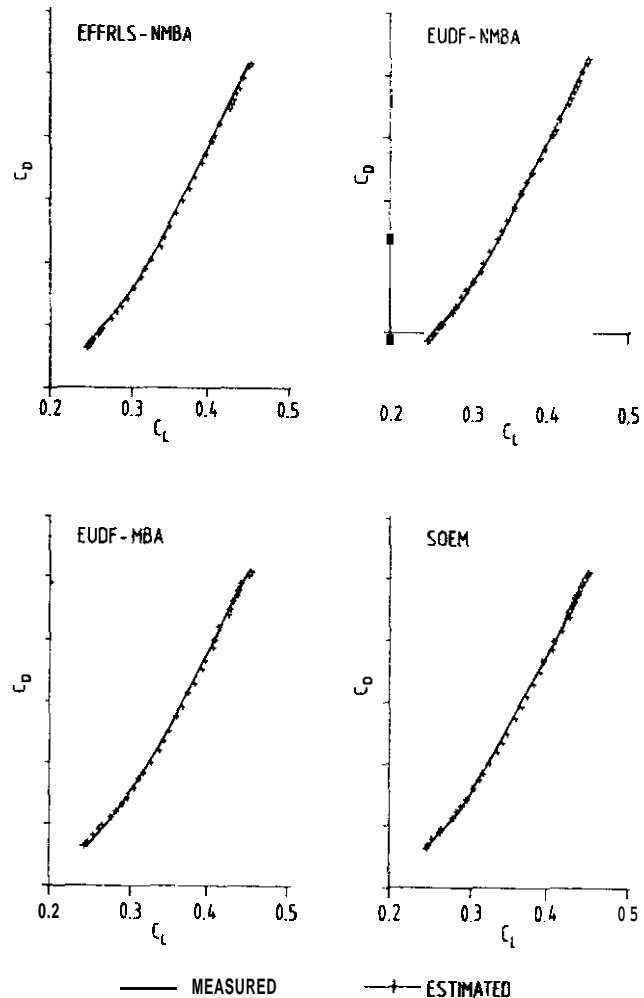 EFFRLS-NMBA
C_D
0.2 0.3 0.4 0.5
C_L
EUDF-NMBA
C_D
0.2 0.3 0.4 0.5
C_L
EUDF-MBA
C_D
0.2 0.3 0.4 0.5
C_L
SOEM
C_D
0.2 0.3 0.4 0.5
C_L
MEASURED
ESTIMATED